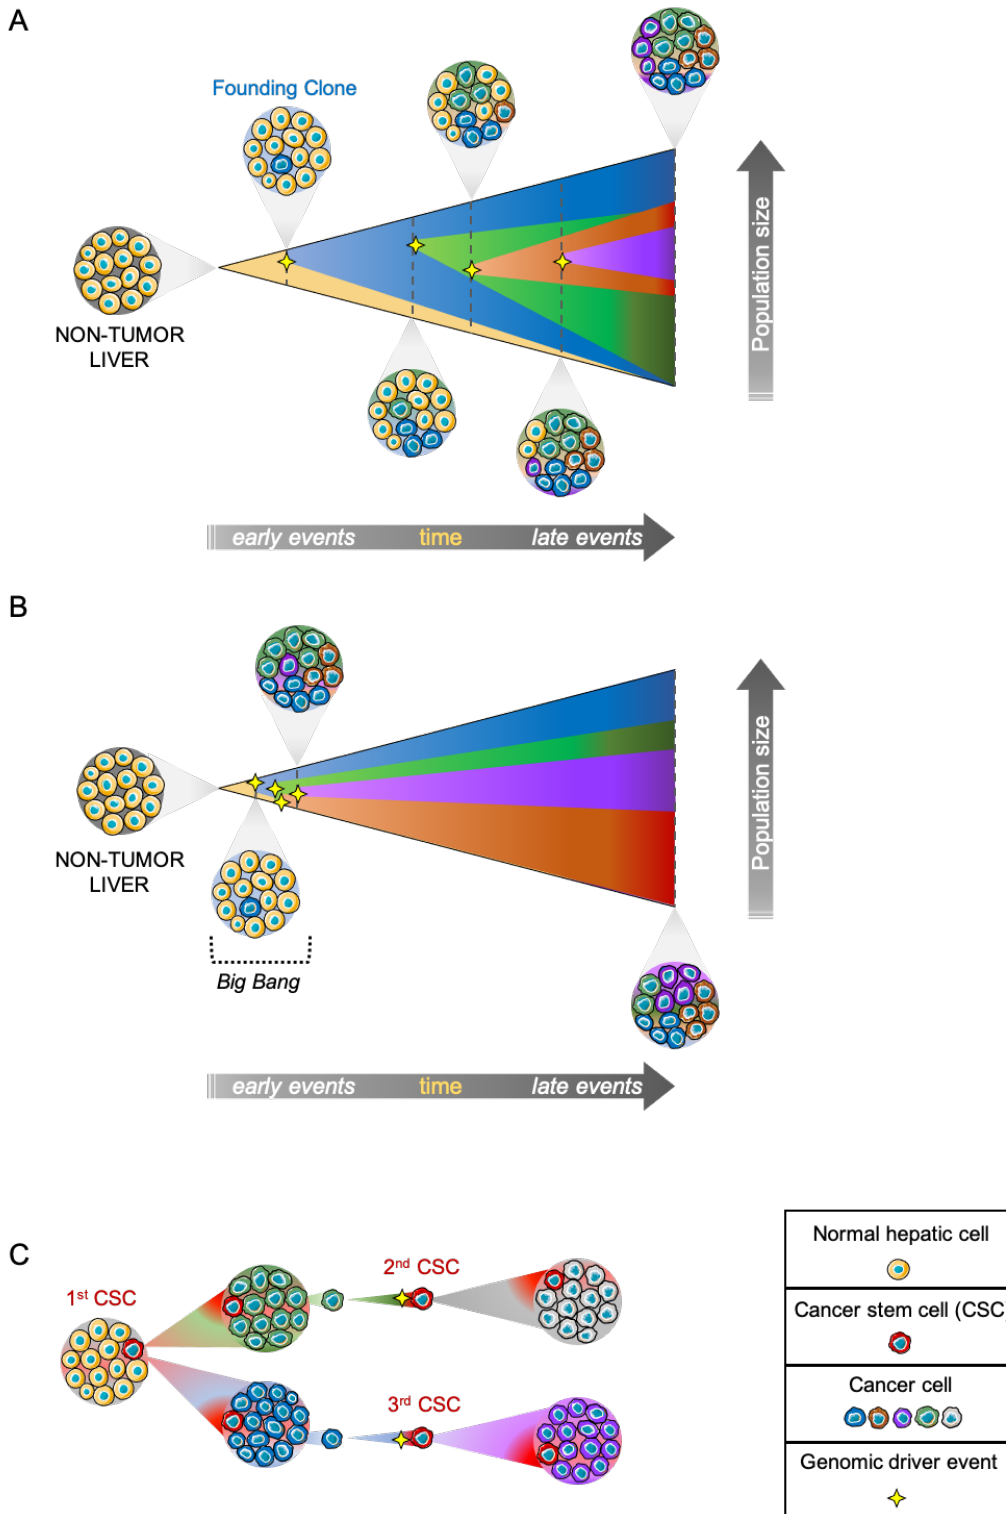 A
Founding Clone
NON-TUMOR
LIVER
Population size
early events time late events
B
NON-TUMOR
LIVER
Big Bang
Population size
early events time late events
C
1st CSC
2nd CSC
3rd CSC
Normal hepatic cell
Cancer stem cell (CSC)
Cancer cell
Genomic driver event